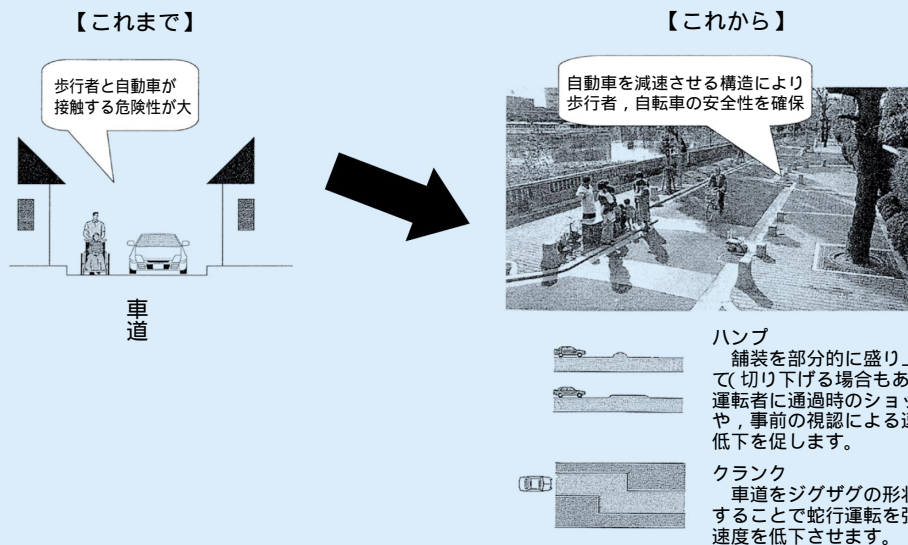 【これまで】
歩行者と自動車が
接触する危険性が大
車道
【これから】
自動車を減速させる構造により
歩行者,自転車の安全性を確保
ハンプ
舗装を部分的に盛り上
て(切り下げる場合もあ
運転者に通過時のショッ
や,事前の視認による速
低下を促します。
クランク
車道をジグザグの形状
することで蛇行運転を強
速度を低下させます。